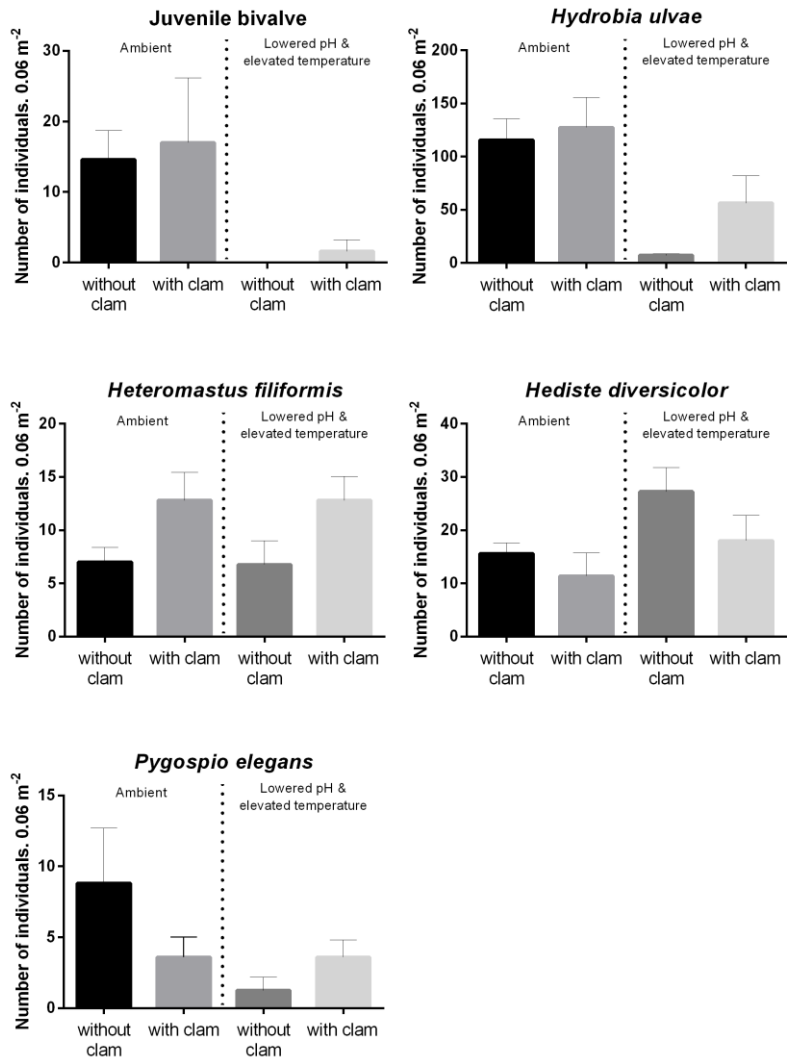 Juvenile bivalve
Number of individuals. 0.06 m⁻²
30
20
10
0
Ambient
Lowered pH &
elevated temperature
without
clam
with clam
without
clam
with clam
Hydrobia ulvae
Number of individuals. 0.06 m⁻²
200
150
100
50
0
Ambient
Lowered pH &
elevated temperature
without
clam
with clam
without
clam
with clam
Heteromastus filiformis
Number of individuals. 0.06 m⁻²
20
15
10
5
0
Ambient
Lowered pH &
elevated temperature
without
clam
with clam
without
clam
with clam
Hediste diversicolor
Number of individuals. 0.06 m⁻²
40
30
20
10
0
Ambient
Lowered pH &
elevated temperature
without
clam
with clam
without
clam
with clam
Pygospio elegans
Number of individuals. 0.06 m⁻²
15
10
5
0
Ambient
Lowered pH &
elevated temperature
without
clam
with clam
without
clam
with clam